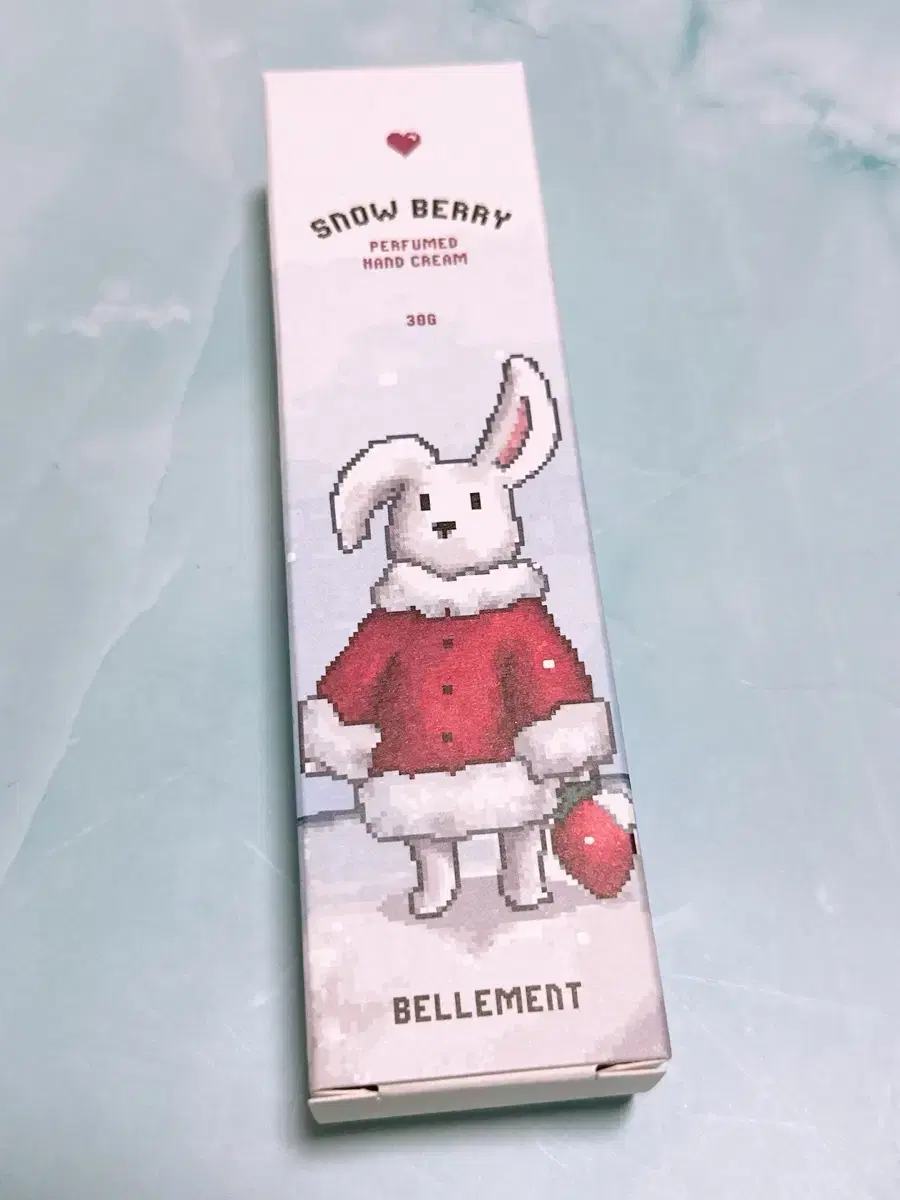 SNOW BERRY
PERFUMED
HAND CREAM
30G
BELLEMENT